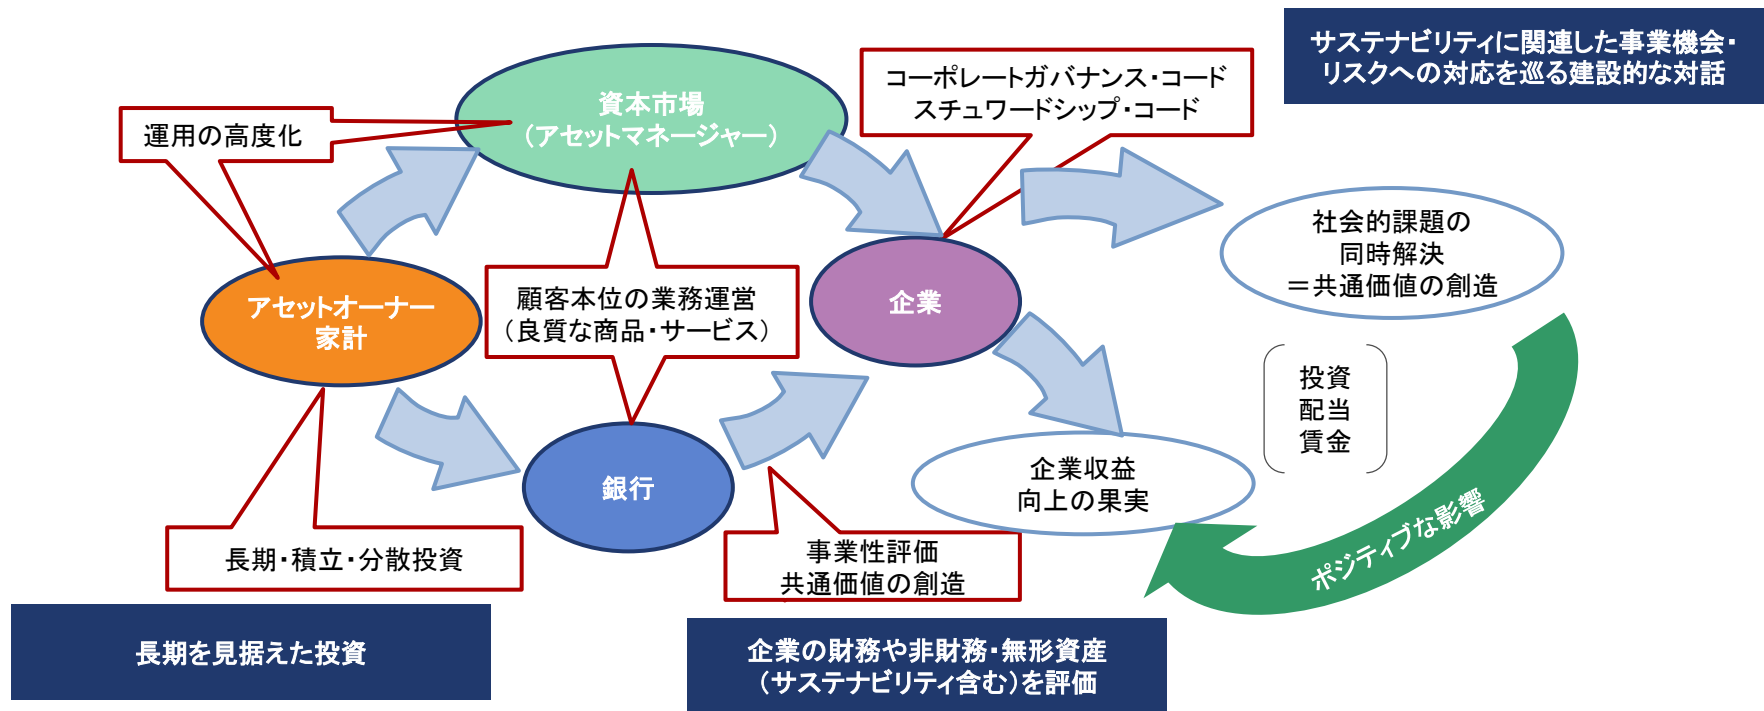 サステナビリティに関連した事業機会・
リスクへの対応を巡る建設的な対話
コーポレートガバナンス・コード
スチュワードシップ・コード
資本市場
（アセットマネージャー）
運用の高度化
社会的課題の
同時解決
＝共通価値の創造
アセットオーナー
家計
顧客本位の業務運営
（良質な商品・サービス）
企業
投資
配当
賃金
銀行
企業収益
向上の果実
ポジティブな影響
長期・積立・分散投資
事業性評価
共通価値の創造
長期を見据えた投資
企業の財務や非財務・無形資産
（サステナビリティ含む）を評価